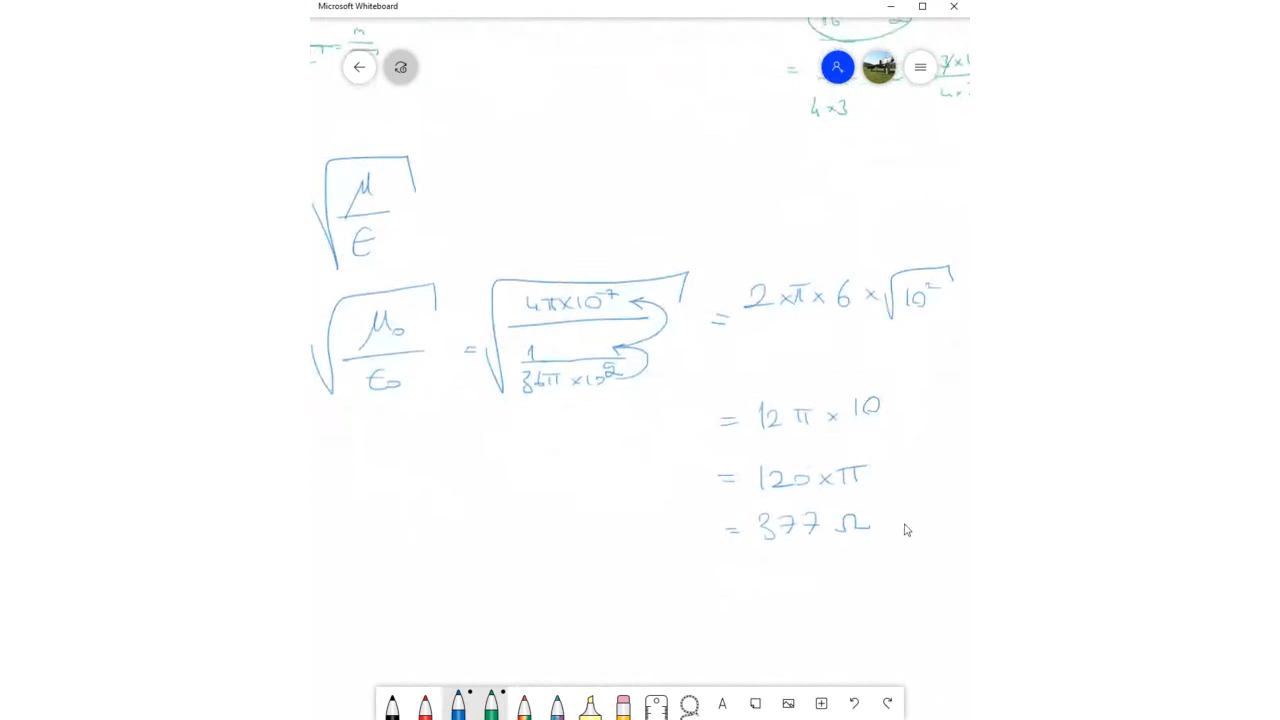 Microsoft Whiteboard
4 × 3
√(μ/ε)
√(μ₀/ε₀) = √(4π×10⁻⁷ / (1/(36π×10⁹))) = 2 × π × 6 × √10²
= 12 π × 10
= 120 × π
= 377 Ω
A